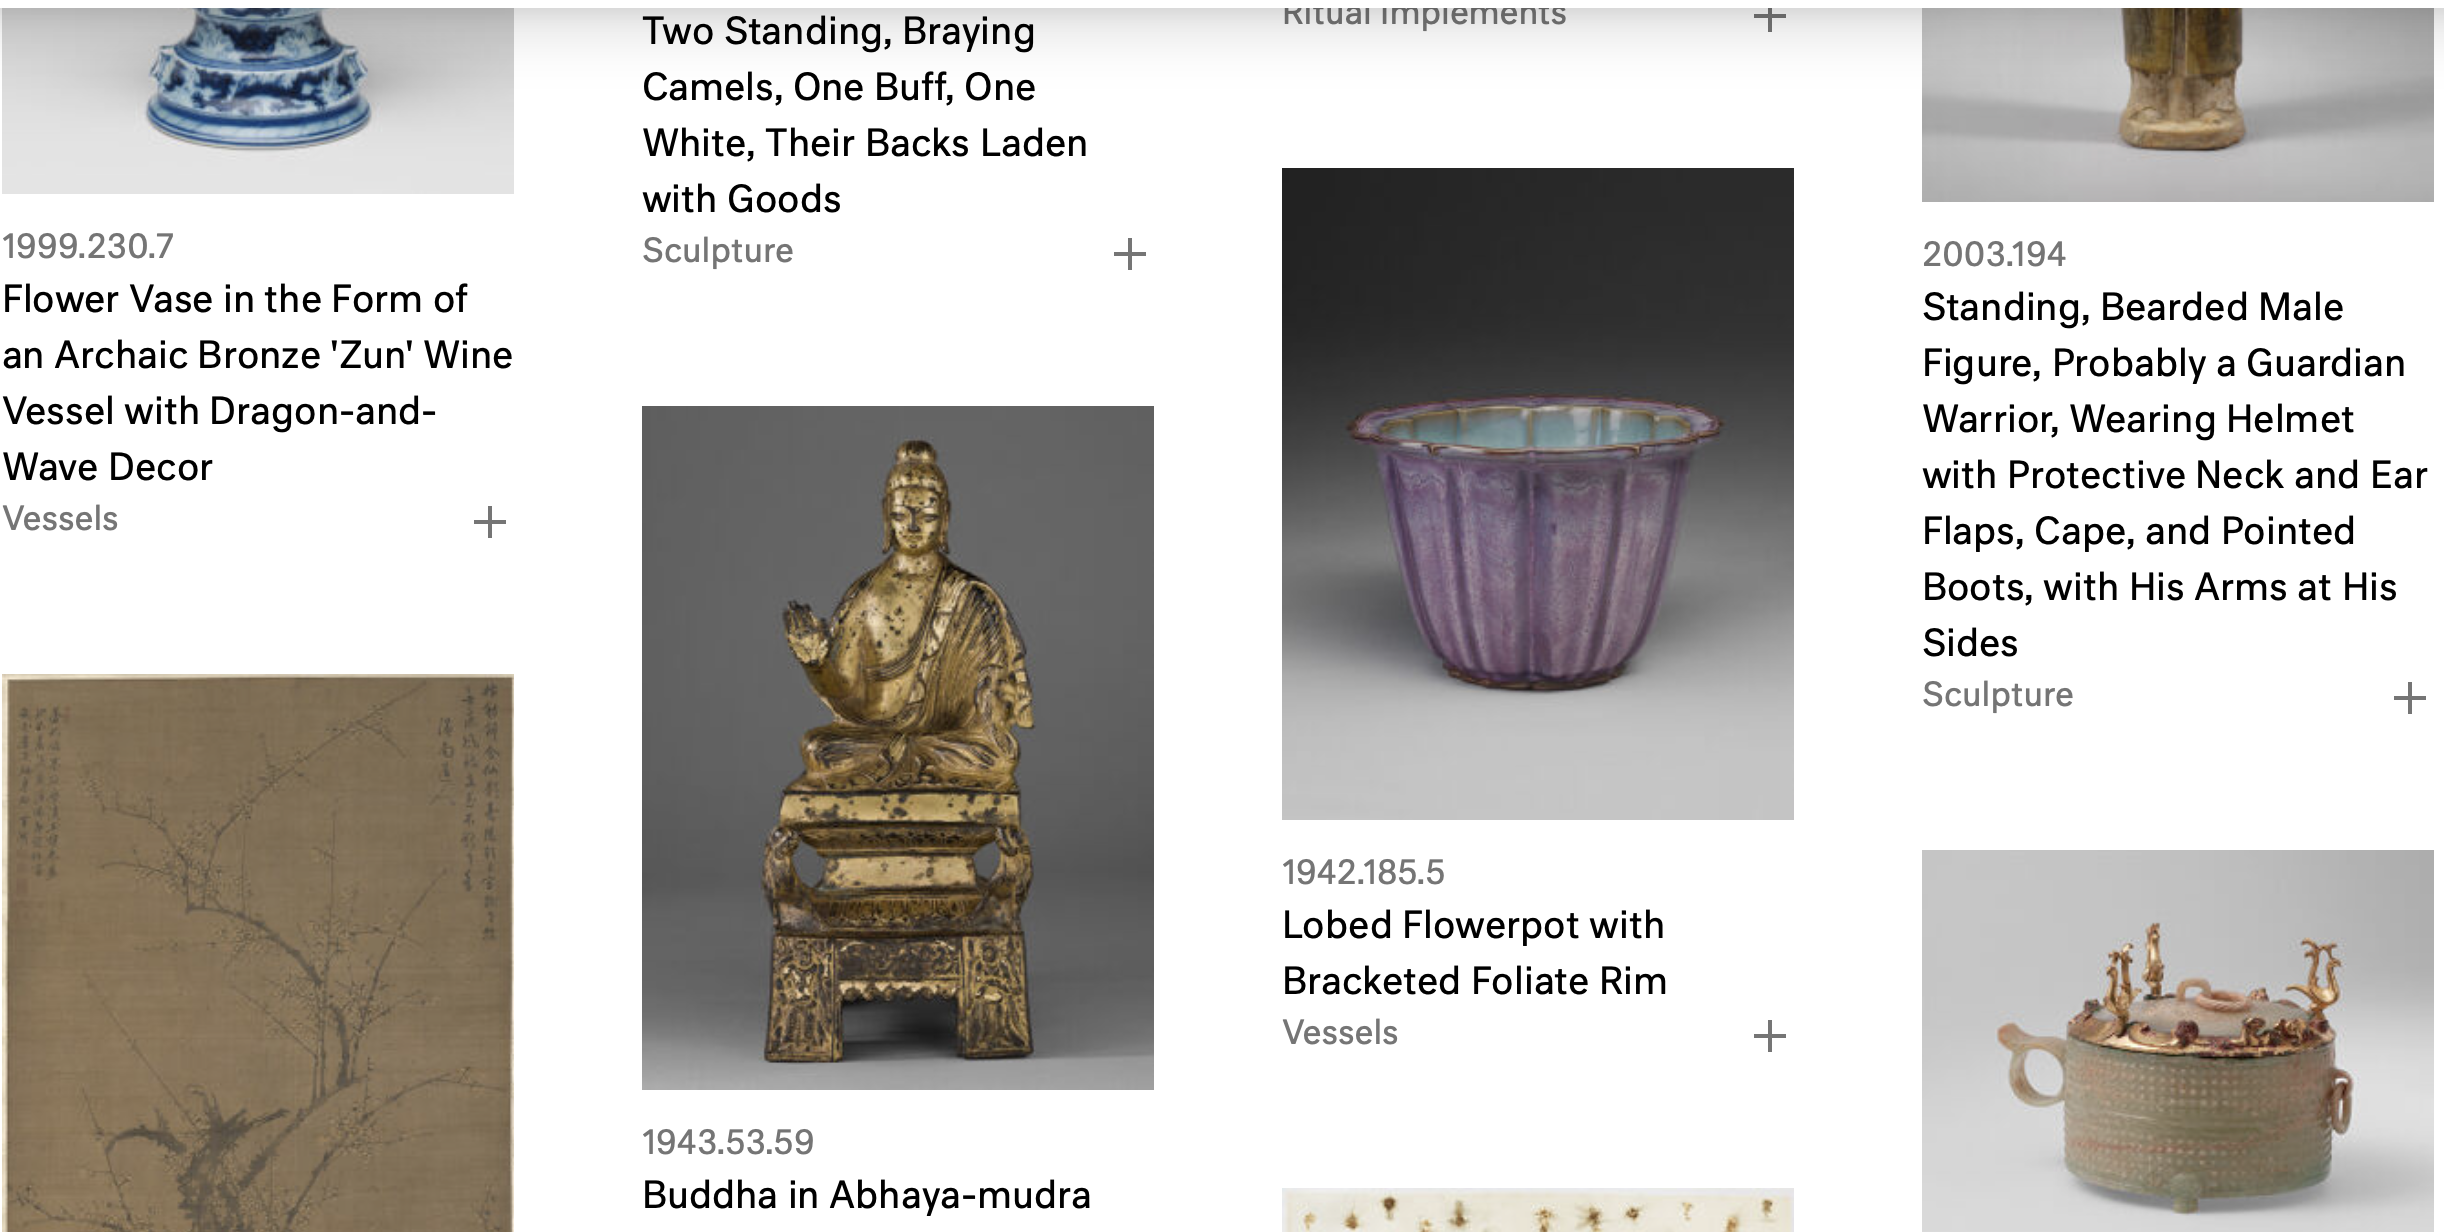 1999.230.7
Flower Vase in the Form of
an Archaic Bronze 'Zun' Wine
Vessel with Dragon-and-
Wave Decor
Vessels
Two Standing, Braying
Camels, One Buff, One
White, Their Backs Laden
with Goods
Sculpture
1943.53.59
Buddha in Abhaya-mudra
Ritual Implements
1942.185.5
Lobed Flowerpot with
Bracketed Foliate Rim
Vessels
2003.194
Standing, Bearded Male
Figure, Probably a Guardian
Warrior, Wearing Helmet
with Protective Neck and Ear
Flaps, Cape, and Pointed
Boots, with His Arms at His
Sides
Sculpture